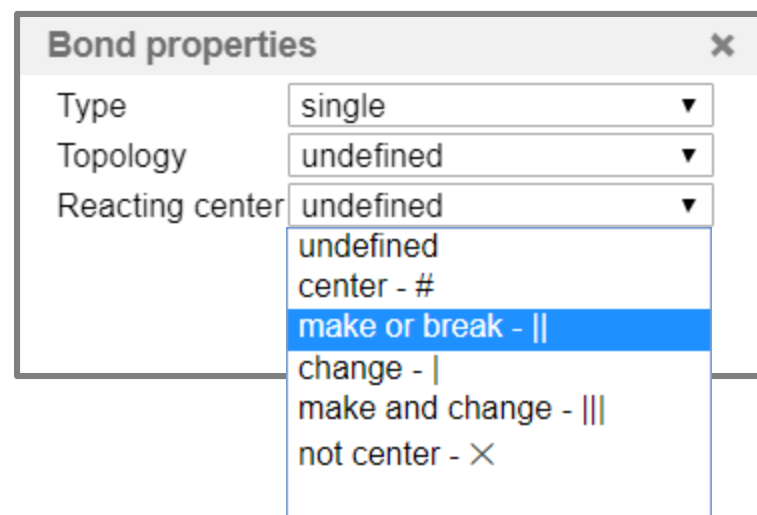 Bond properties ×
Type single ▼
Topology undefined ▼
Reacting center undefined ▼
undefined
center - #
make or break - ||
change - |
make and change - |||
not center - ×